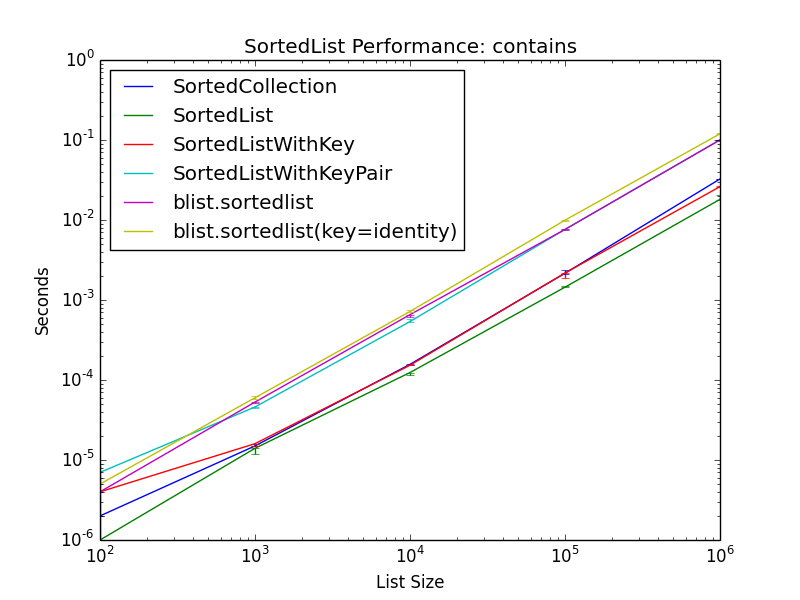 SortedList Performance: contains
10^0
10^-1
10^-2
10^-3
10^-4
10^-5
10^-6
Seconds
SortedCollection
SortedList
SortedListWithKey
SortedListWithKeyPair
blist.sortedlist
blist.sortedlist(key=identity)
10^2 10^3 10^4 10^5 10^6
List Size